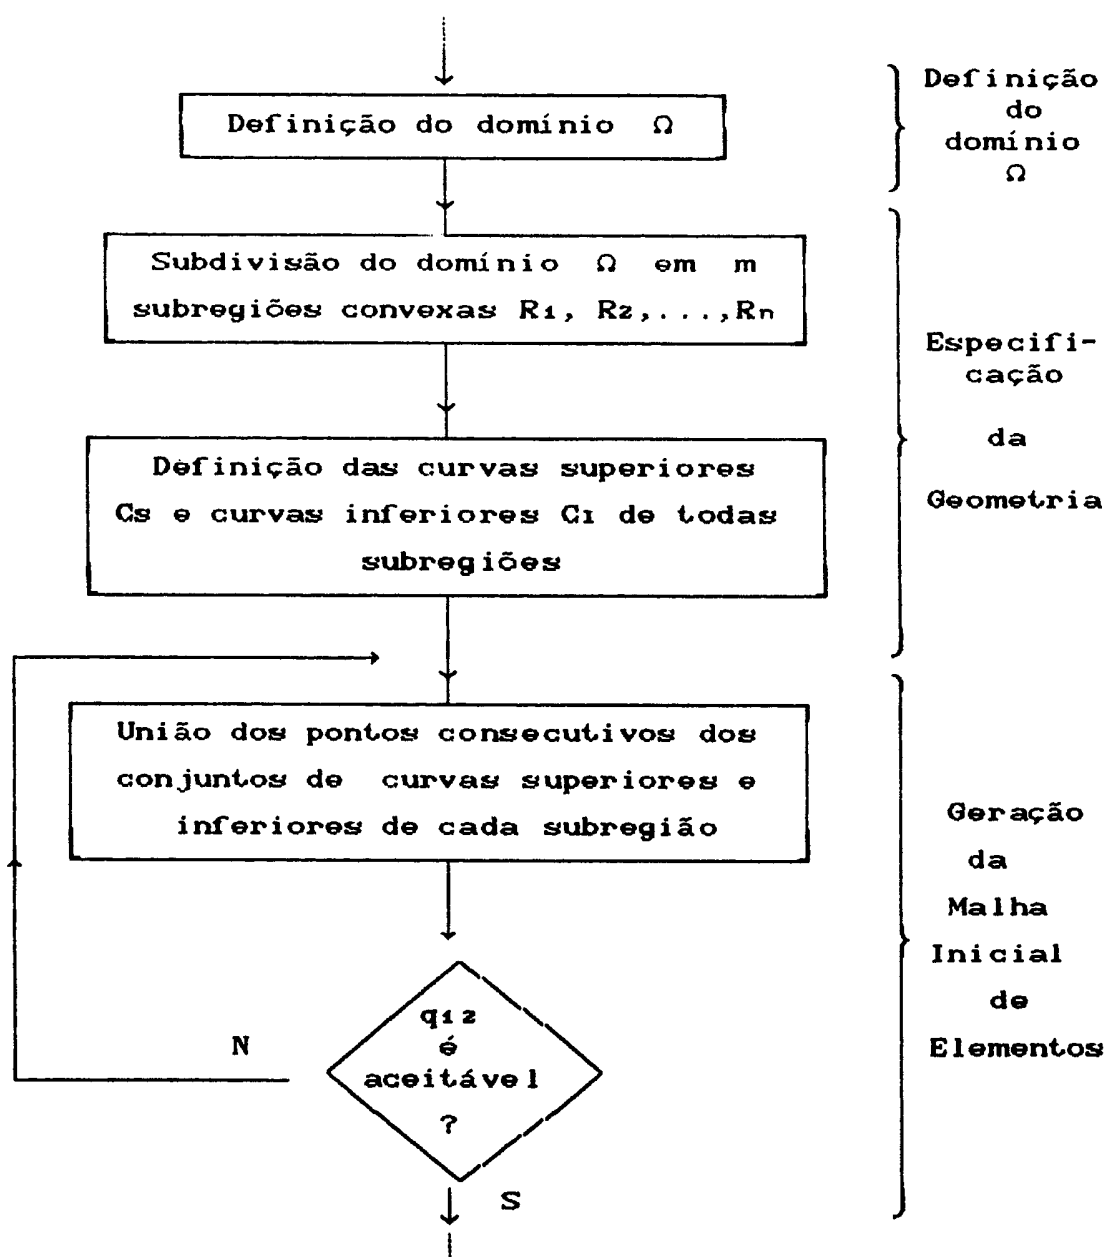 Definição do domínio Ω
Subdivisão do domínio Ω em m
subregiões convexas R1, R2,...,Rn
Definição das curvas superiores
Cs e curvas inferiores CI de todas
subregiões
União dos pontos consecutivos dos
conjuntos de curvas superiores e
inferiores de cada subregião
q12
é
aceitável
?
N
S
Definição
do
domínio
Ω
Especifi-
cação
da
Geometria
Geração
da
Malha
Inicial
de
Elementos